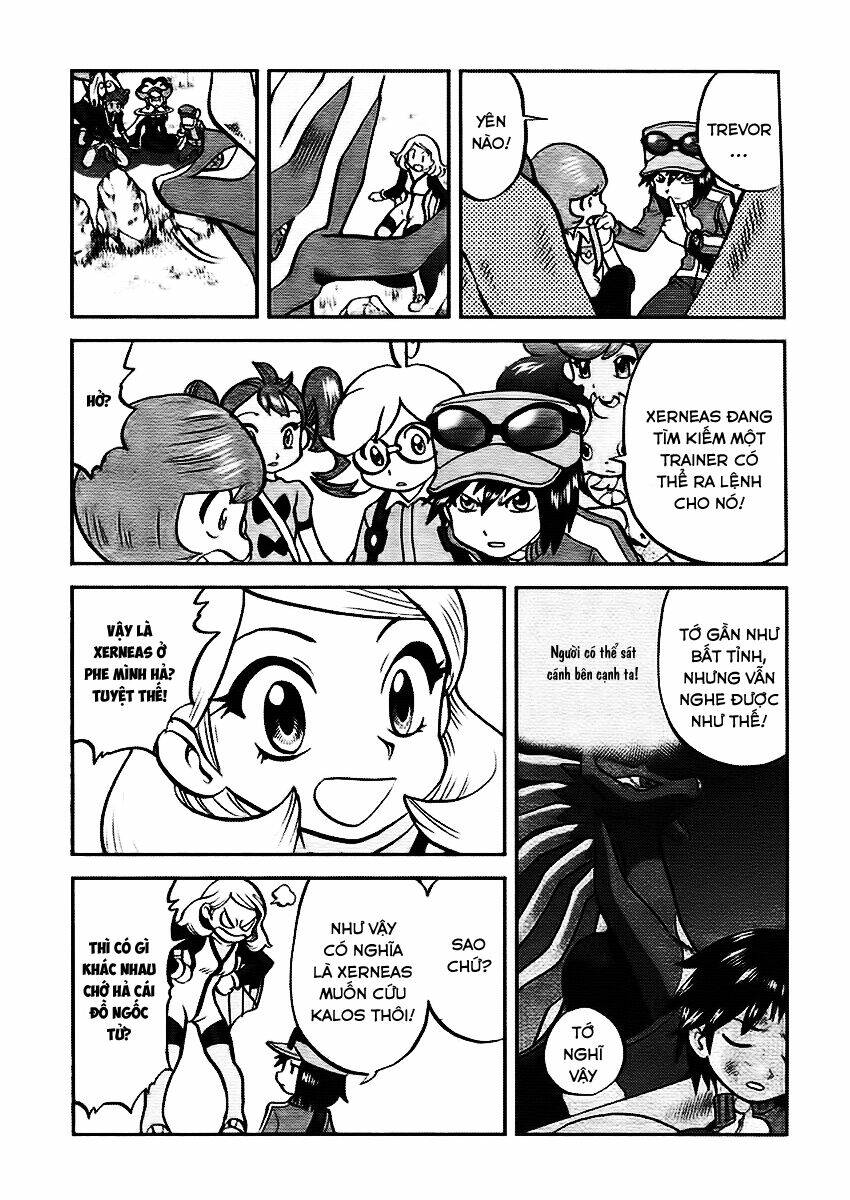 TREVOR
...
YÊN
NÀO!
XERNEAS ĐANG
TÌM KIẾM MỘT
TRAINER CÓ
THỂ RA LỆNH
CHO NÓ!
HỞ?
TỚ GẦN NHƯ
BẤT TỈNH,
NHƯNG VẪN
NGHE ĐƯỢC
NHƯ THẾ!
Người có thể sát
cánh bên cạnh ta!
TỚ
NGHĨ
VẬY
VẬY LÀ
XERNEAS Ở
PHE MÌNH HẢ?
TUYỆT THẾ!
SAO
CHỨ?
NHƯ VẬY
CÓ NGHĨA
LÀ XERNEAS
MUỐN CỨU
KALOS THÔI!
THÌ CÓ GÌ
KHÁC NHAU
CHỚ HẢ CÁI
ĐỒ NGỐC
TỬ?